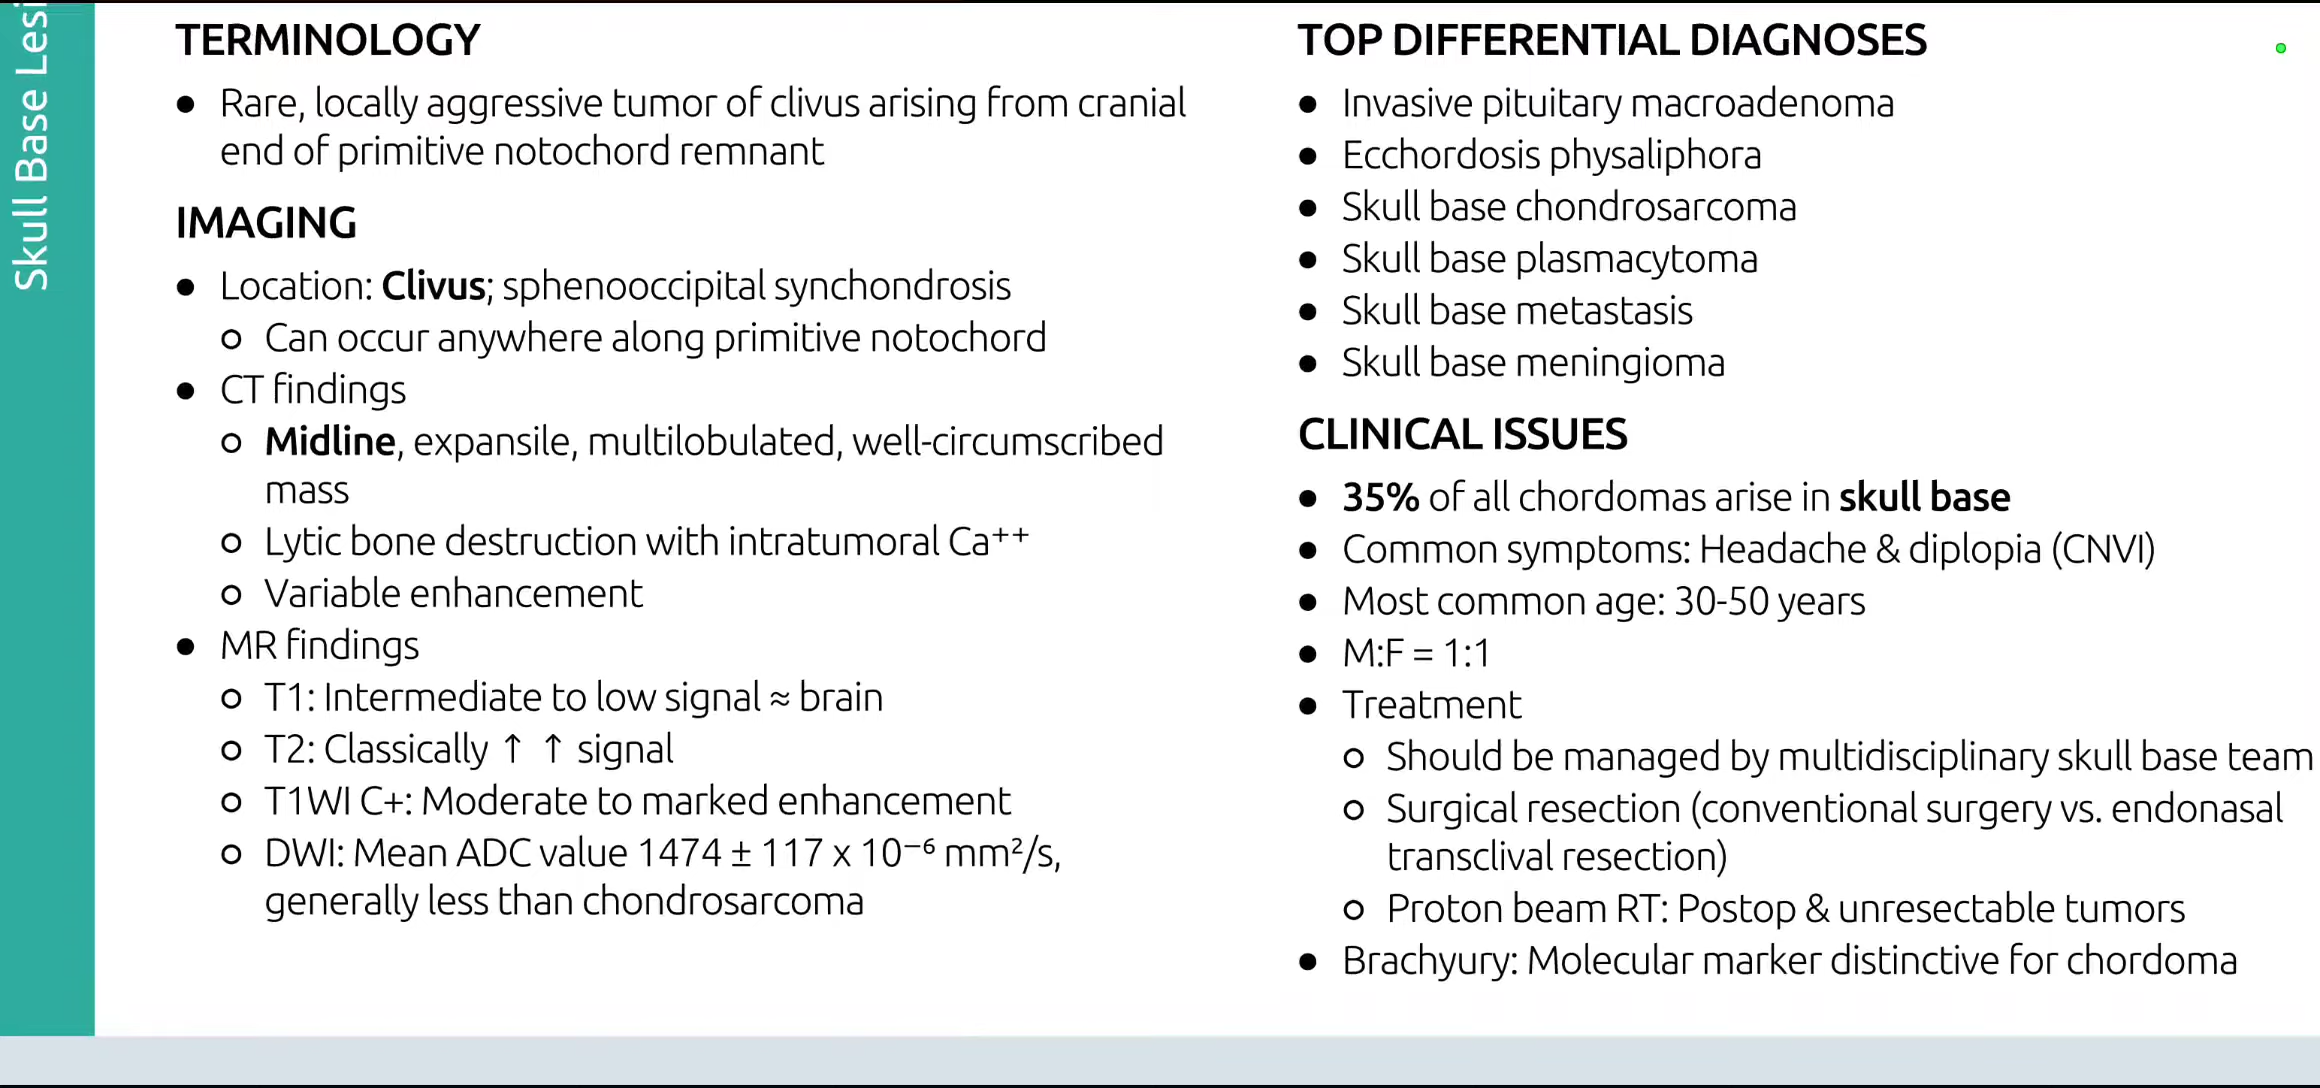 Skull Base Lesi
TERMINOLOGY
● Rare, locally aggressive tumor of clivus arising from cranial
end of primitive notochord remnant
IMAGING
● Location: Clivus; sphenooccipital synchondrosis
○ Can occur anywhere along primitive notochord
● CT findings
○ Midline, expansile, multilobulated, well-circumscribed
mass
○ Lytic bone destruction with intratumoral Ca⁺⁺
○ Variable enhancement
● MR findings
○ T1: Intermediate to low signal ≈ brain
○ T2: Classically ↑ ↑ signal
○ T1WI C+: Moderate to marked enhancement
○ DWI: Mean ADC value 1474 ± 117 x 10⁻⁶ mm²/s,
generally less than chondrosarcoma
TOP DIFFERENTIAL DIAGNOSES
● Invasive pituitary macroadenoma
● Ecchordosis physaliphora
● Skull base chondrosarcoma
● Skull base plasmacytoma
● Skull base metastasis
● Skull base meningioma
CLINICAL ISSUES
● 35% of all chordomas arise in skull base
● Common symptoms: Headache & diplopia (CNVI)
● Most common age: 30-50 years
● M:F = 1:1
● Treatment
○ Should be managed by multidisciplinary skull base team
○ Surgical resection (conventional surgery vs. endonasal
transclival resection)
○ Proton beam RT: Postop & unresectable tumors
● Brachyury: Molecular marker distinctive for chordoma